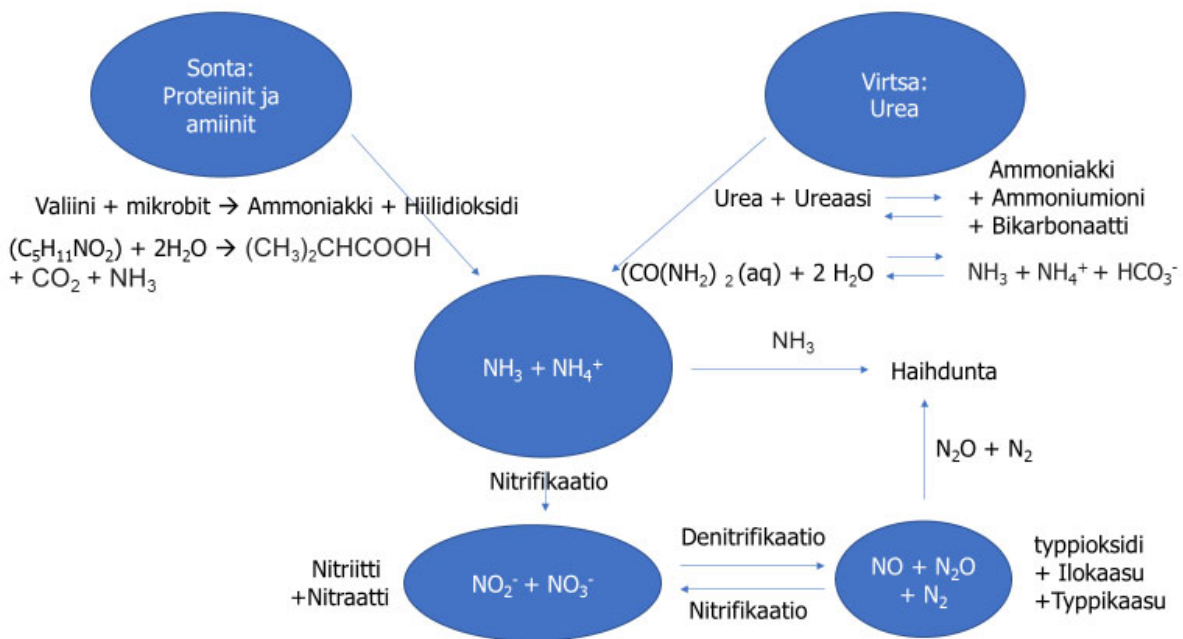 Sonta:
Proteiinit ja
amiinit
Virtsa:
Urea
Valiini + mikrobit → Ammoniakki + Hiilidioksidi
(C₅H₁₁NO₂) + 2H₂O → (CH₃)₂CHCOOH
+ CO₂ + NH₃
Urea + Ureaasi
Ammoniakki
+ Ammoniumioni
+ Bikarbonaatti
(CO(NH₂) ₂ (aq) + 2 H₂O
NH₃ + NH₄⁺ + HCO₃⁻
NH₃ + NH₄⁺
NH₃
Haihdunta
N₂O + N₂
Nitrifikaatio
Nitriitti
+Nitraatti
NO₂⁻ + NO₃⁻
Denitrifikaatio
Nitrifikaatio
NO + N₂O
+ N₂
typpioksidi
+ Ilokaasu
+Typpikaasu